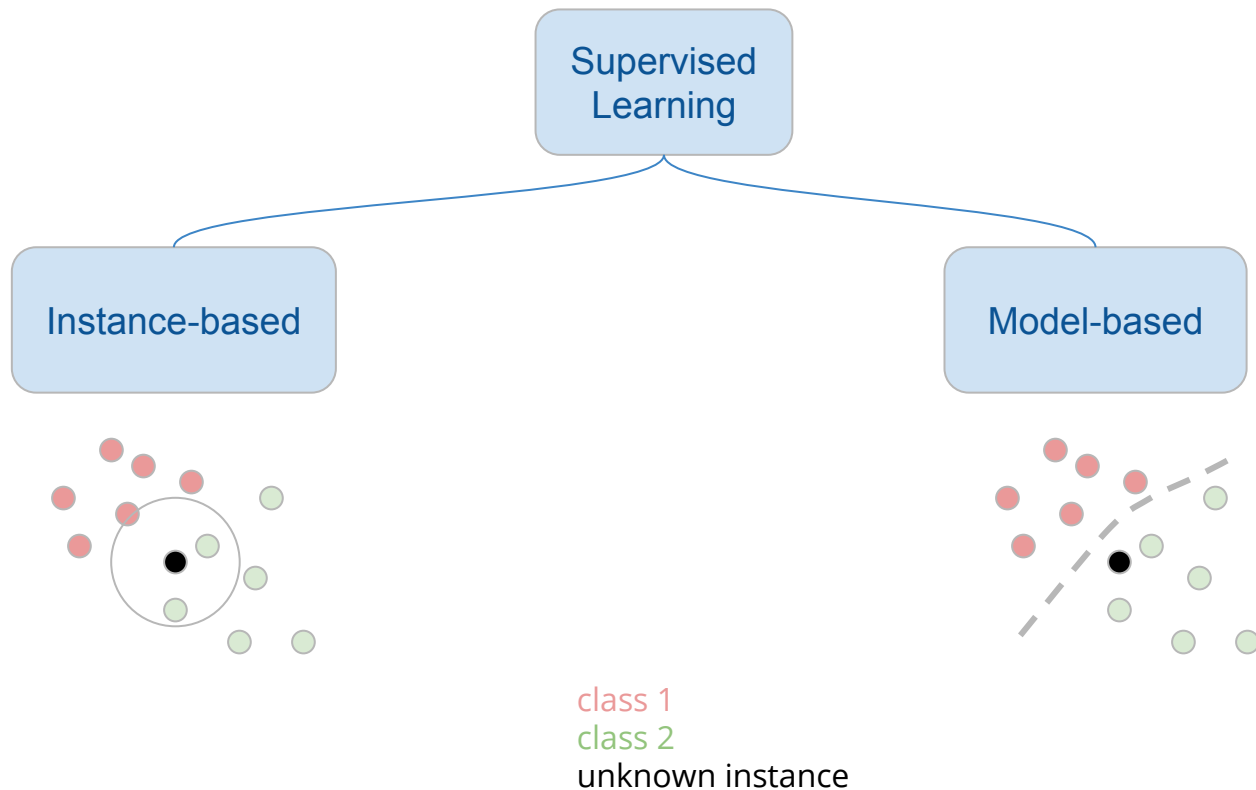 Supervised
Learning
Instance-based
Model-based
class 1
class 2
unknown instance